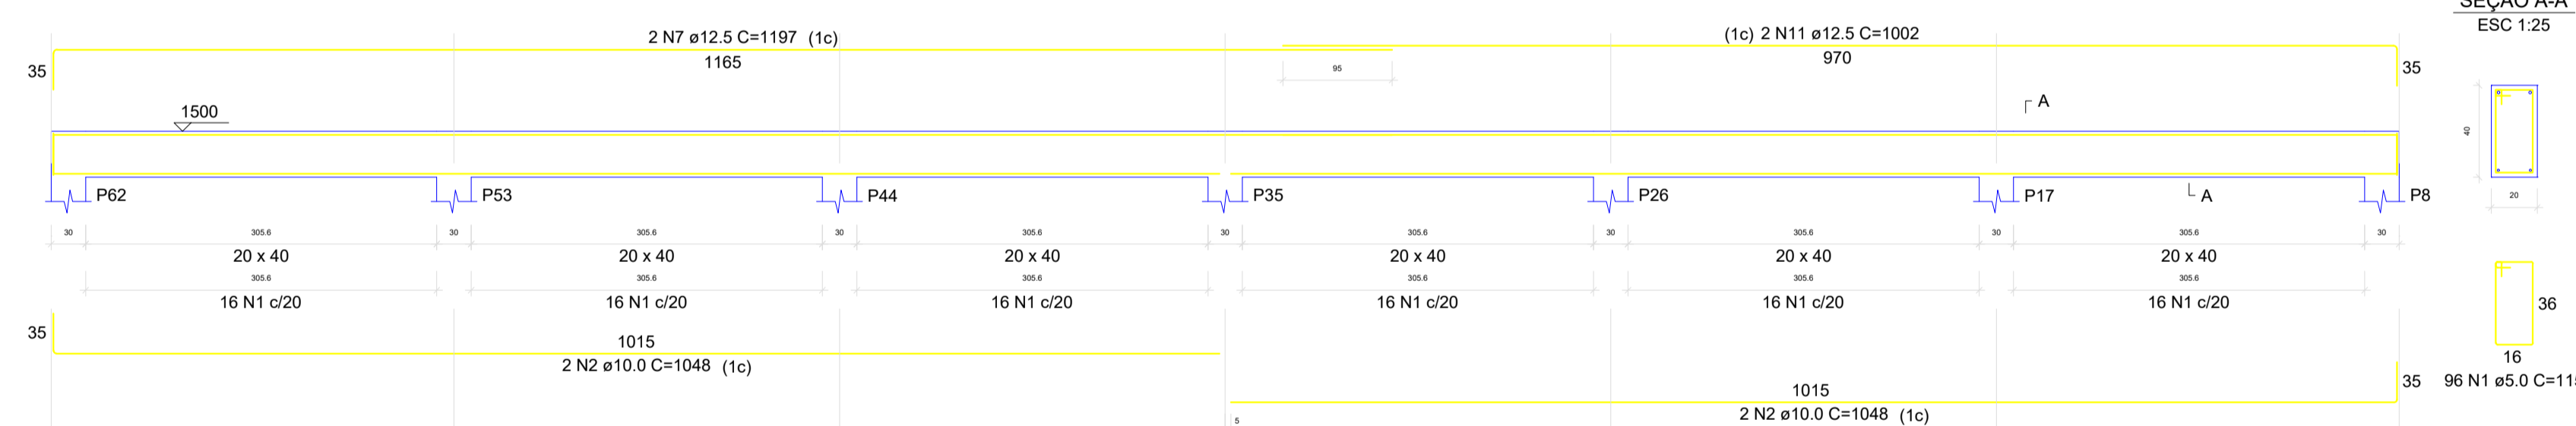 SEÇÃO A-A
ESC 1:25
2 N7 ø12.5 C=1197 (1c)
1165
(1c) 2 N11 ø12.5 C=1002
970
35
95
35
1500
A
40
P62
P53
P44
P35
P26
P17
A
P8
20
30
305.6
30
305.6
30
305.6
30
305.6
30
305.6
30
305.6
30
20 x 40
20 x 40
20 x 40
20 x 40
20 x 40
20 x 40
305.6
305.6
305.6
305.6
305.6
305.6
16 N1 c/20
16 N1 c/20
16 N1 c/20
16 N1 c/20
16 N1 c/20
16 N1 c/20
36
35
1015
2 N2 ø10.0 C=1048 (1c)
16
1015
35
96 N1 ø5.0
2 N2 ø10.0 C=1048 (1c)
5